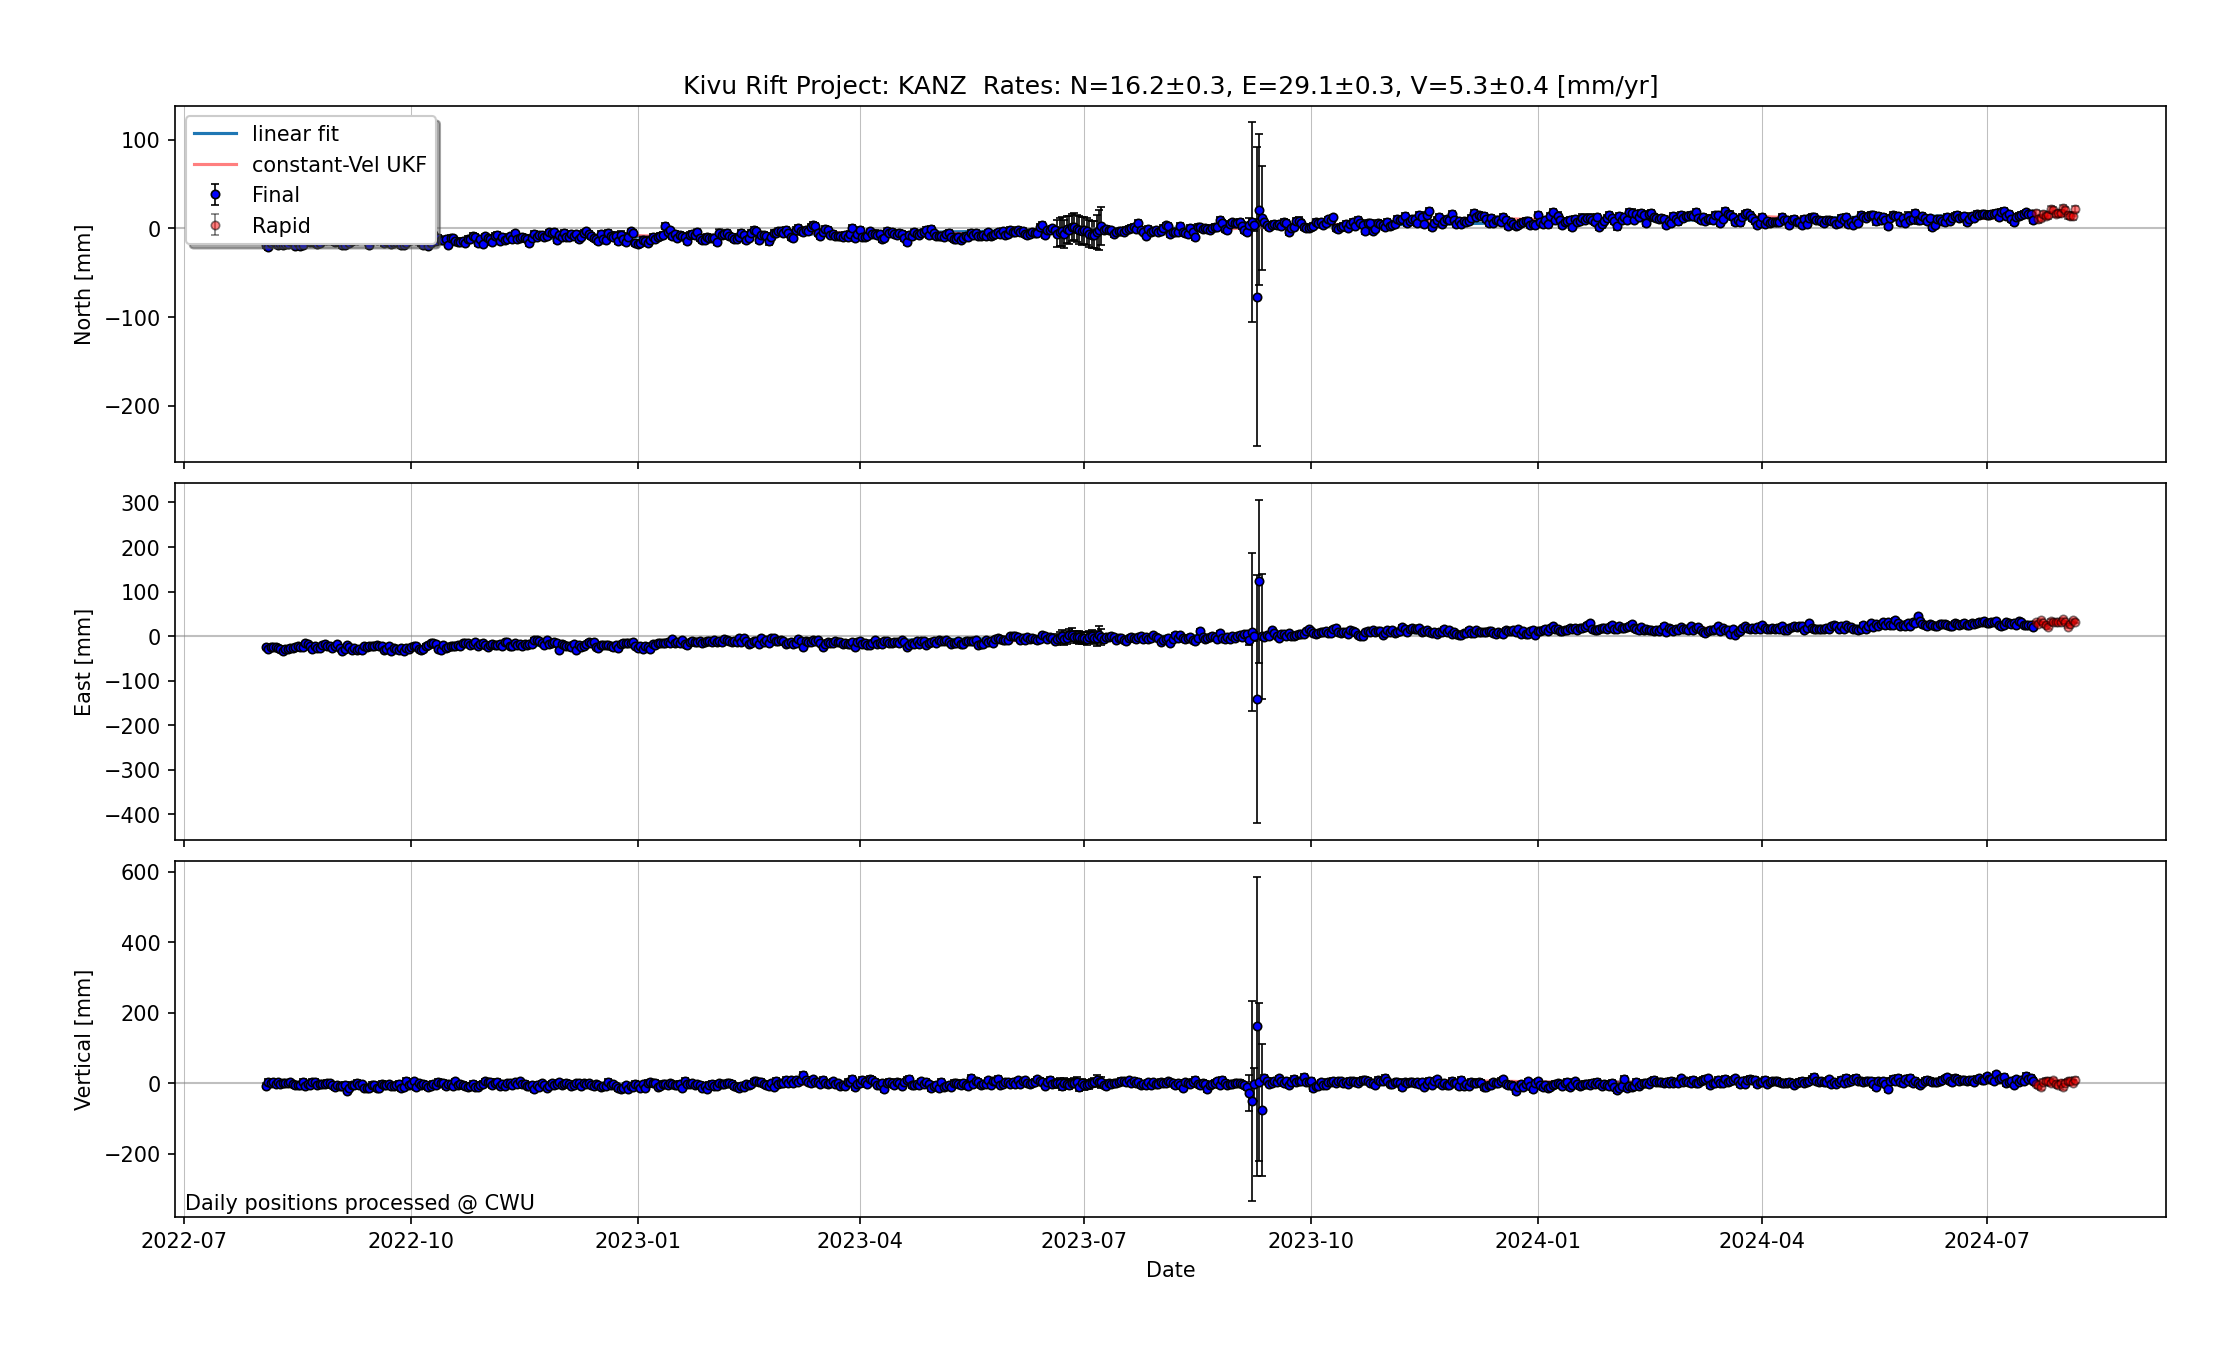 Kivu Rift Project: KANZ  Rates: N=16.2±0.3, E=29.1±0.3, V=5.3±0.4 [mm/yr]
linear fit
constant-Vel UKF
Final
Rapid
North [mm]
100
0
−100
−200
East [mm]
300
200
100
0
−100
−200
−300
−400
Vertical [mm]
600
400
200
0
−200
Daily positions processed @ CWU
2022-07 2022-10 2023-01 2023-04 2023-07 2023-10 2024-01 2024-04 2024-07
Date